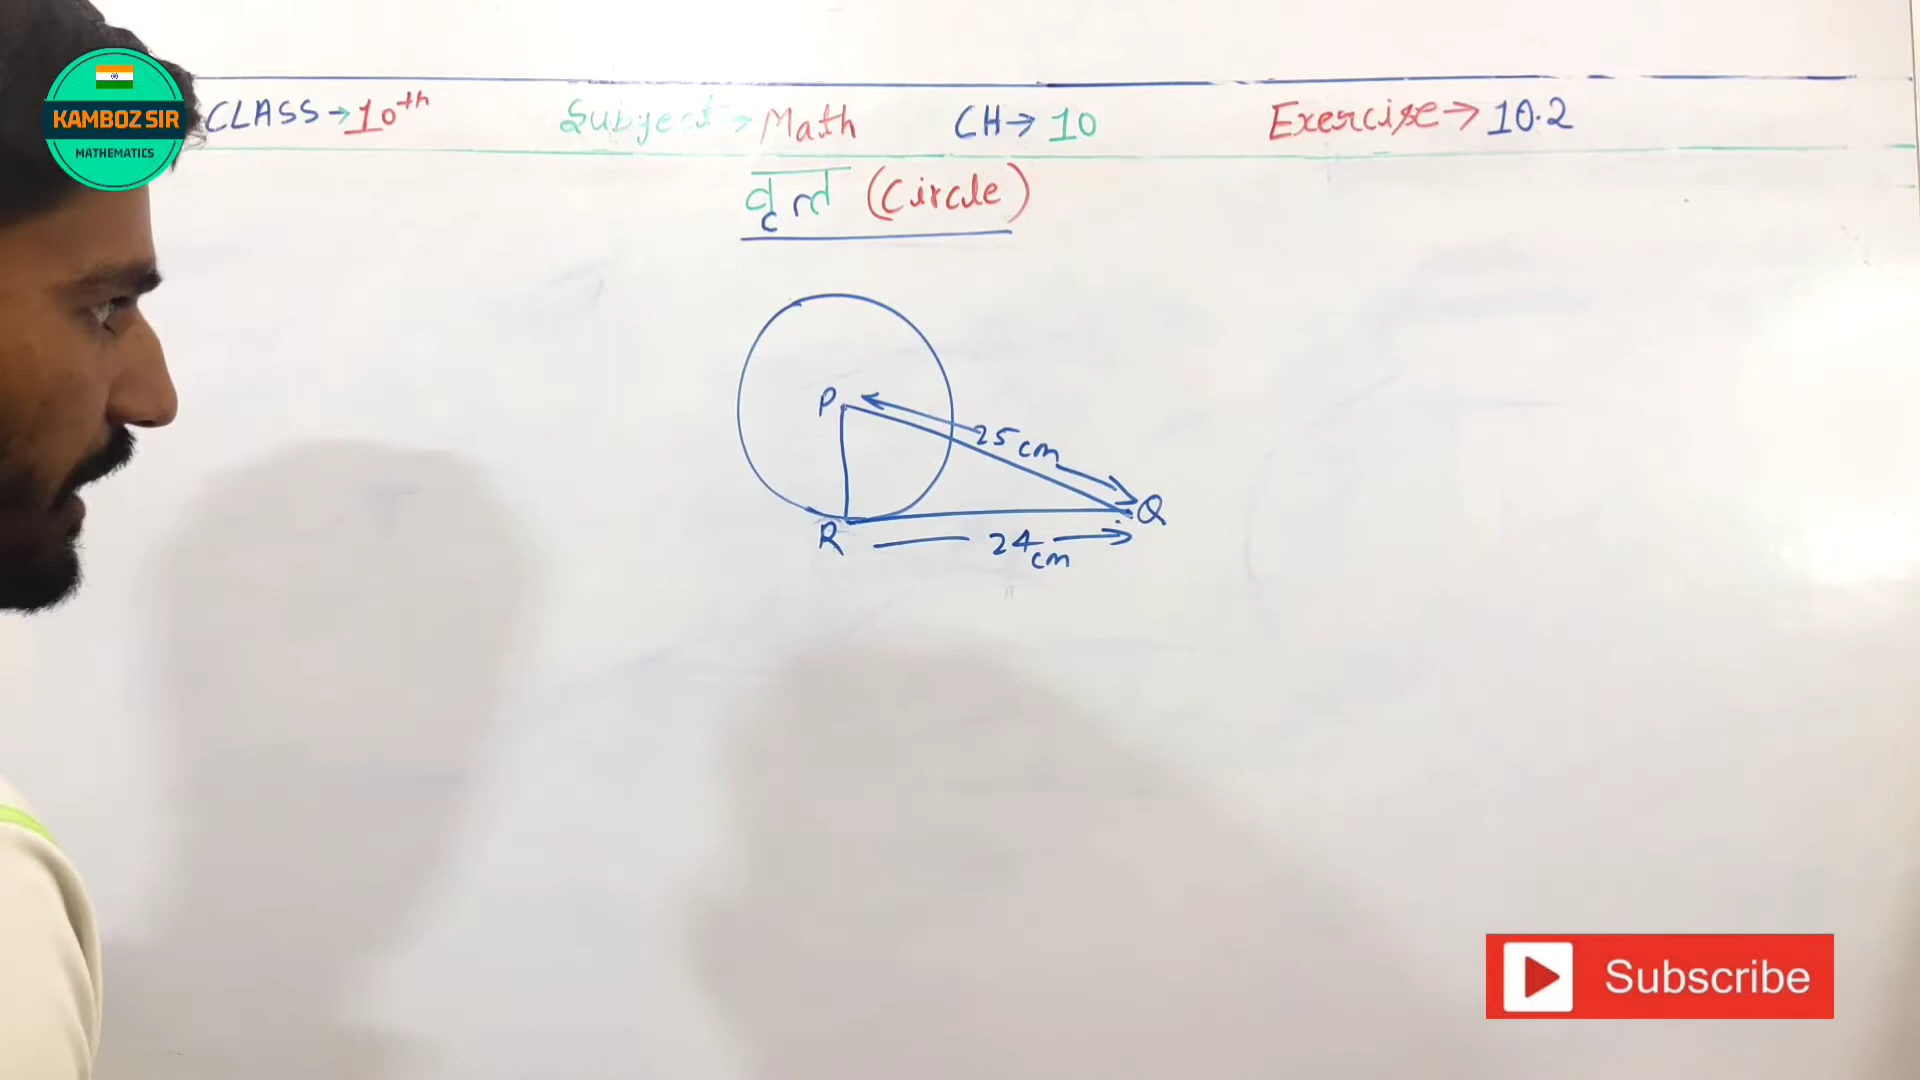 KAMBOZ SIR
MATHEMATICS
CLASS → 10th Subject → Math CH → 10 Exercise → 10.2
वृत्त (Circle)
P
25 cm
Q
R
24 cm
Subscribe